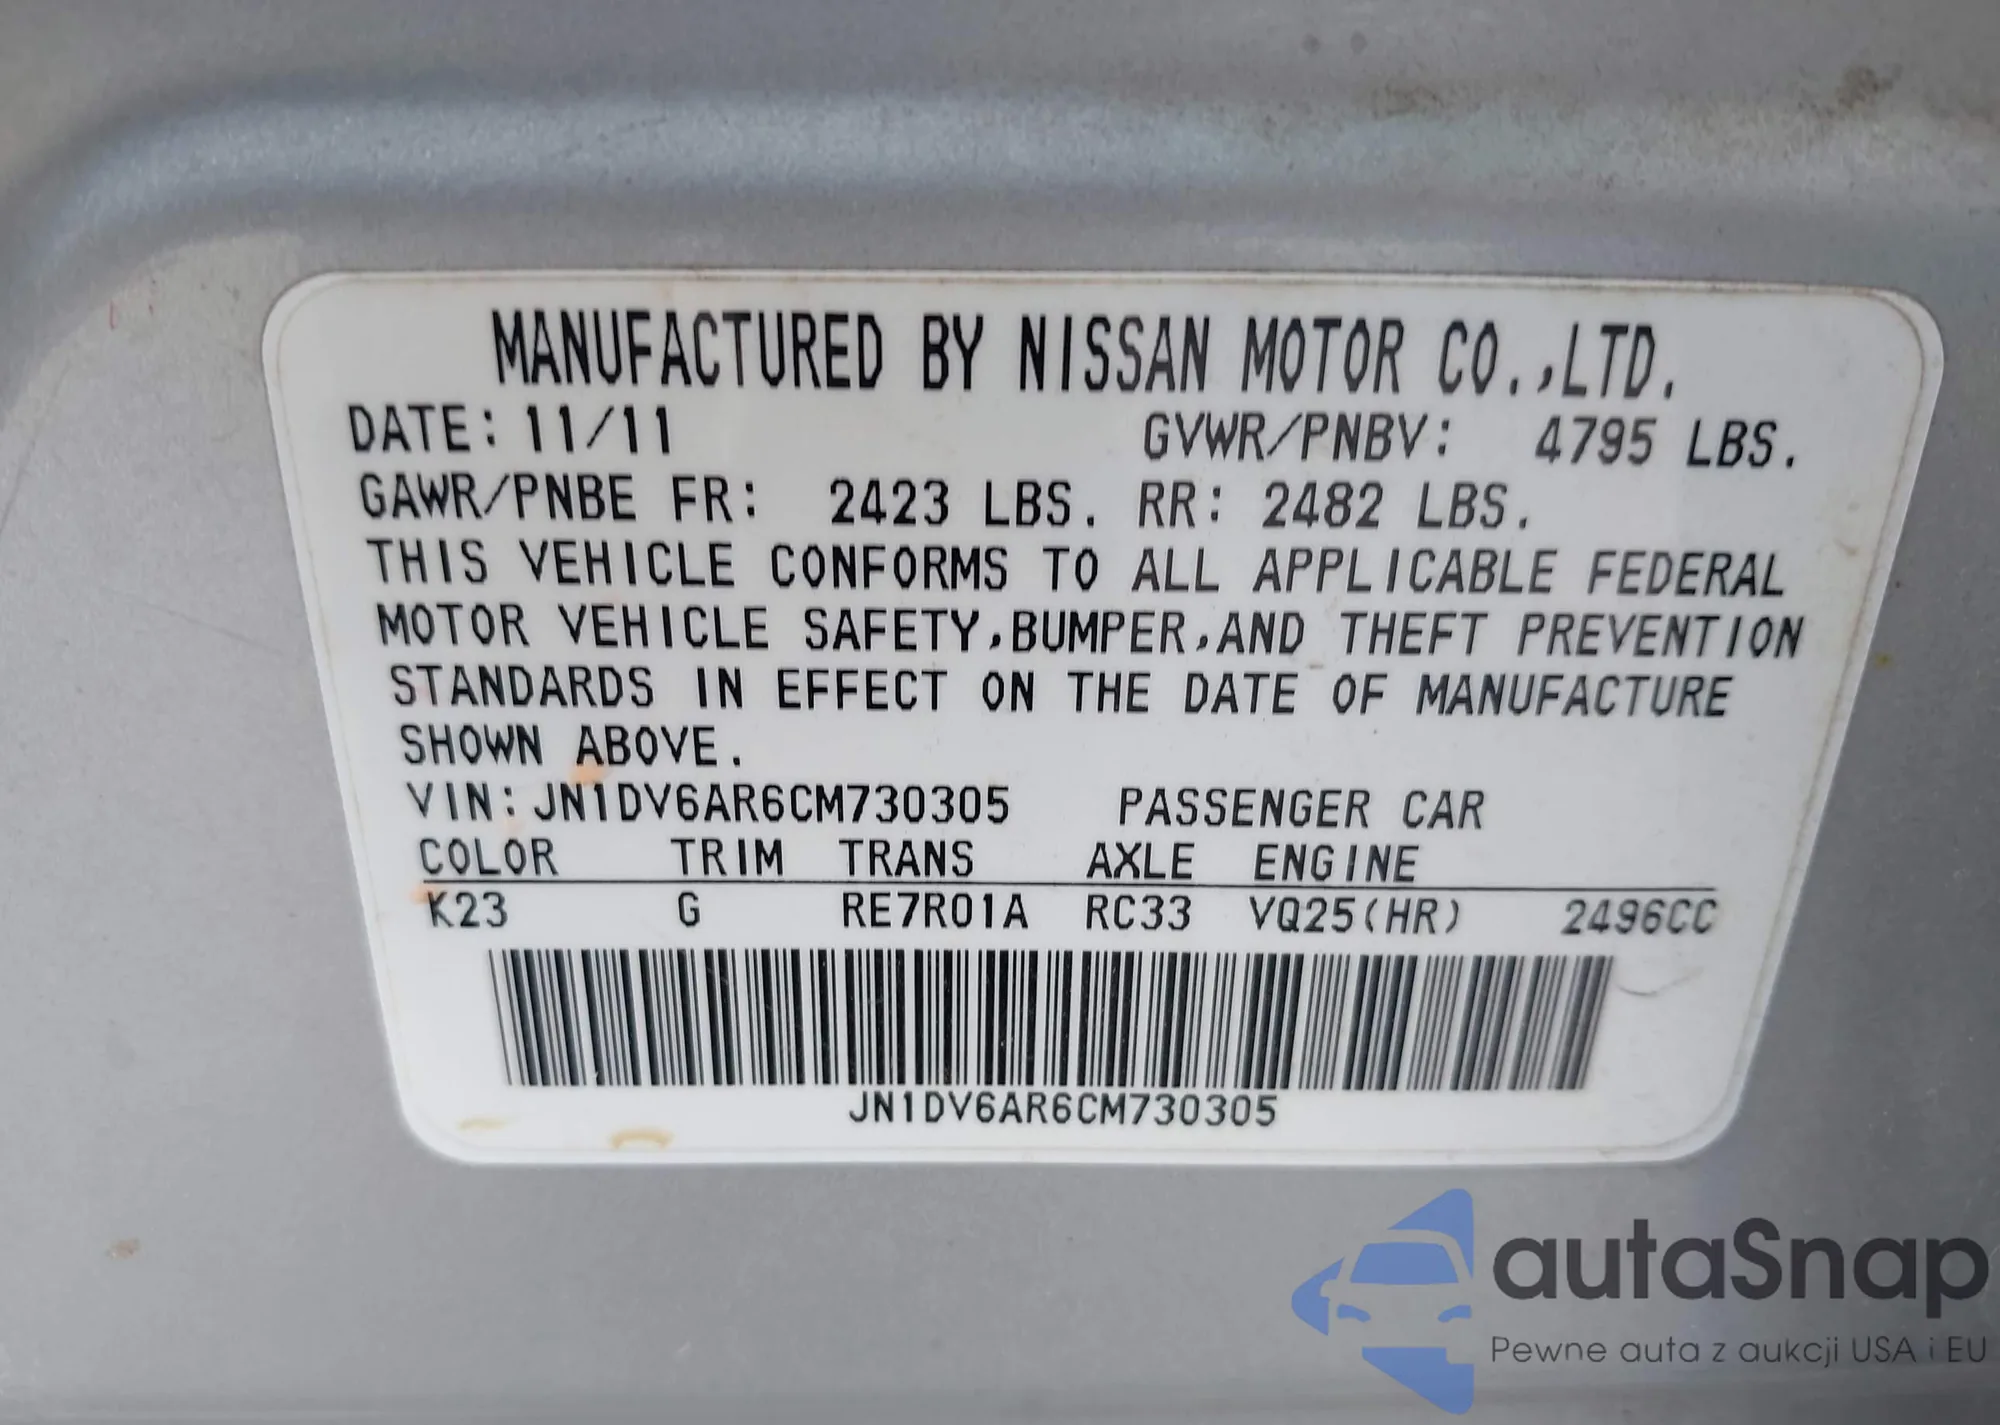 MANUFACTURED BY NISSAN MOTOR CO.,LTD.
DATE: 11/11 GVWR/PNBV: 4795 LBS.
GAWR/PNBE FR: 2423 LBS. RR: 2482 LBS.
THIS VEHICLE CONFORMS TO ALL APPLICABLE FEDERAL
MOTOR VEHICLE SAFETY,BUMPER,AND THEFT PREVENTION
STANDARDS IN EFFECT ON THE DATE OF MANUFACTURE
SHOWN ABOVE.
VIN: JN1DV6AR6CM730305 PASSENGER CAR
COLOR TRIM TRANS AXLE ENGINE
K23 G RE7R01A RC33 VQ25(HR) 2496CC
JN1DV6AR6CM730305
autaSnap
Pewne auta z aukcji USA i EU